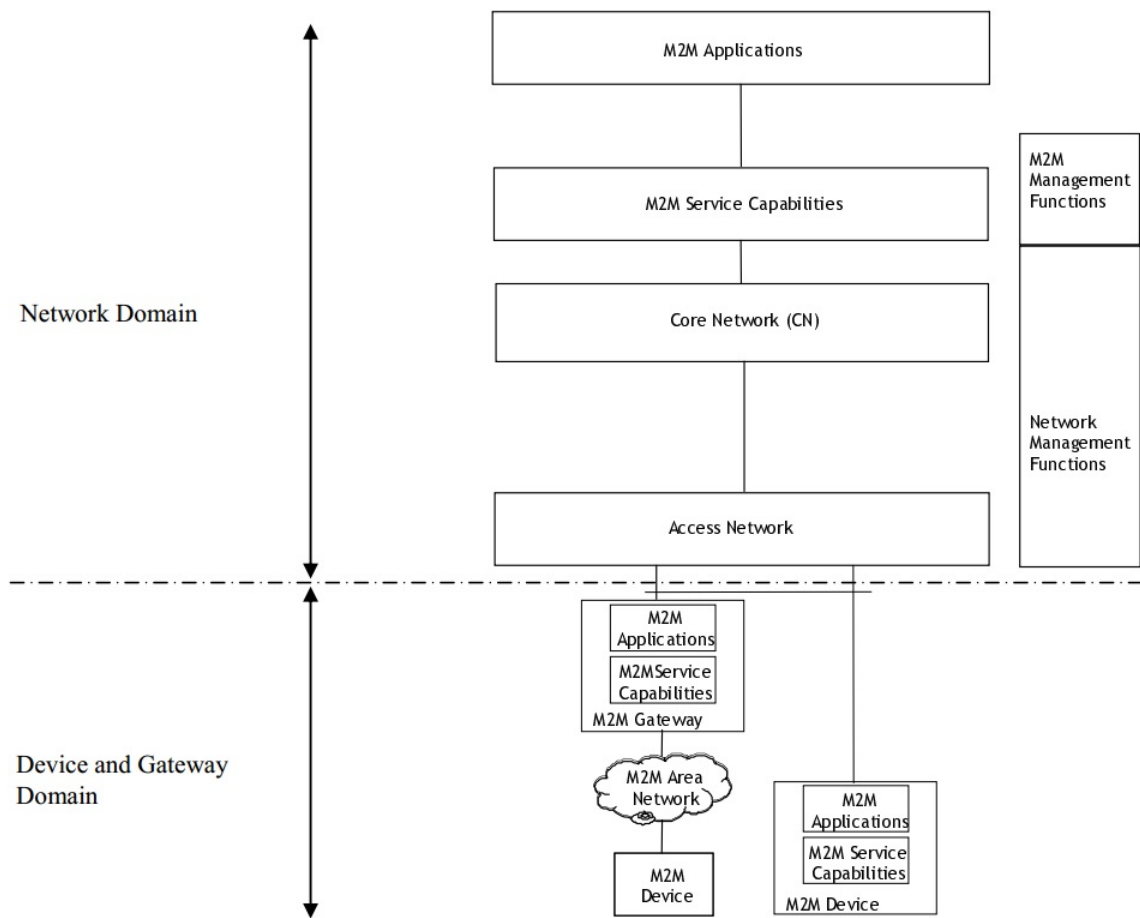 M2M Applications
M2M
Management
Functions
M2M Service Capabilities
Network Domain
Core Network (CN)
Network
Management
Functions
Access Network
M2M
Applications
M2MService
Capabilities
M2M Gateway
Device and Gateway
Domain
M2M Area
Network
M2M
Device
M2M
Applications
M2M Service
Capabilities
M2M Device